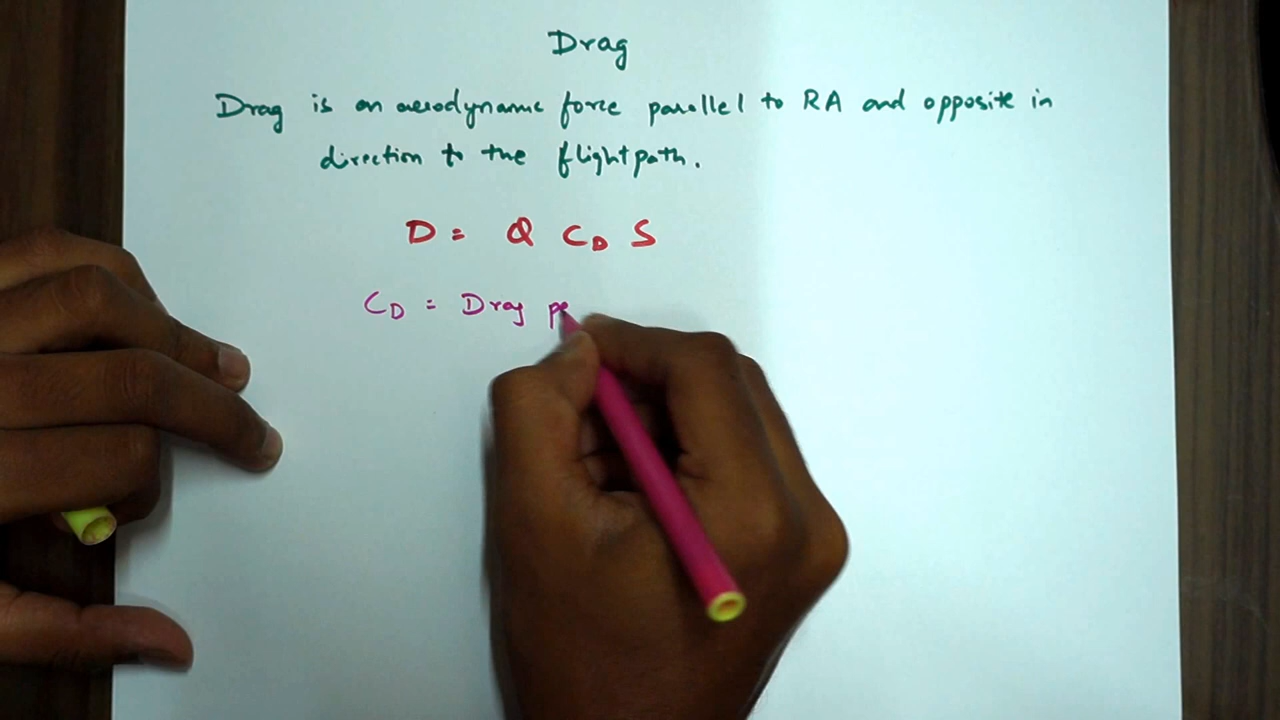 Drag
Drag is an aerodynamic force parallel to RA and opposite in
direction to the flightpath.
D = Q C_D S
C_D = Drag pe